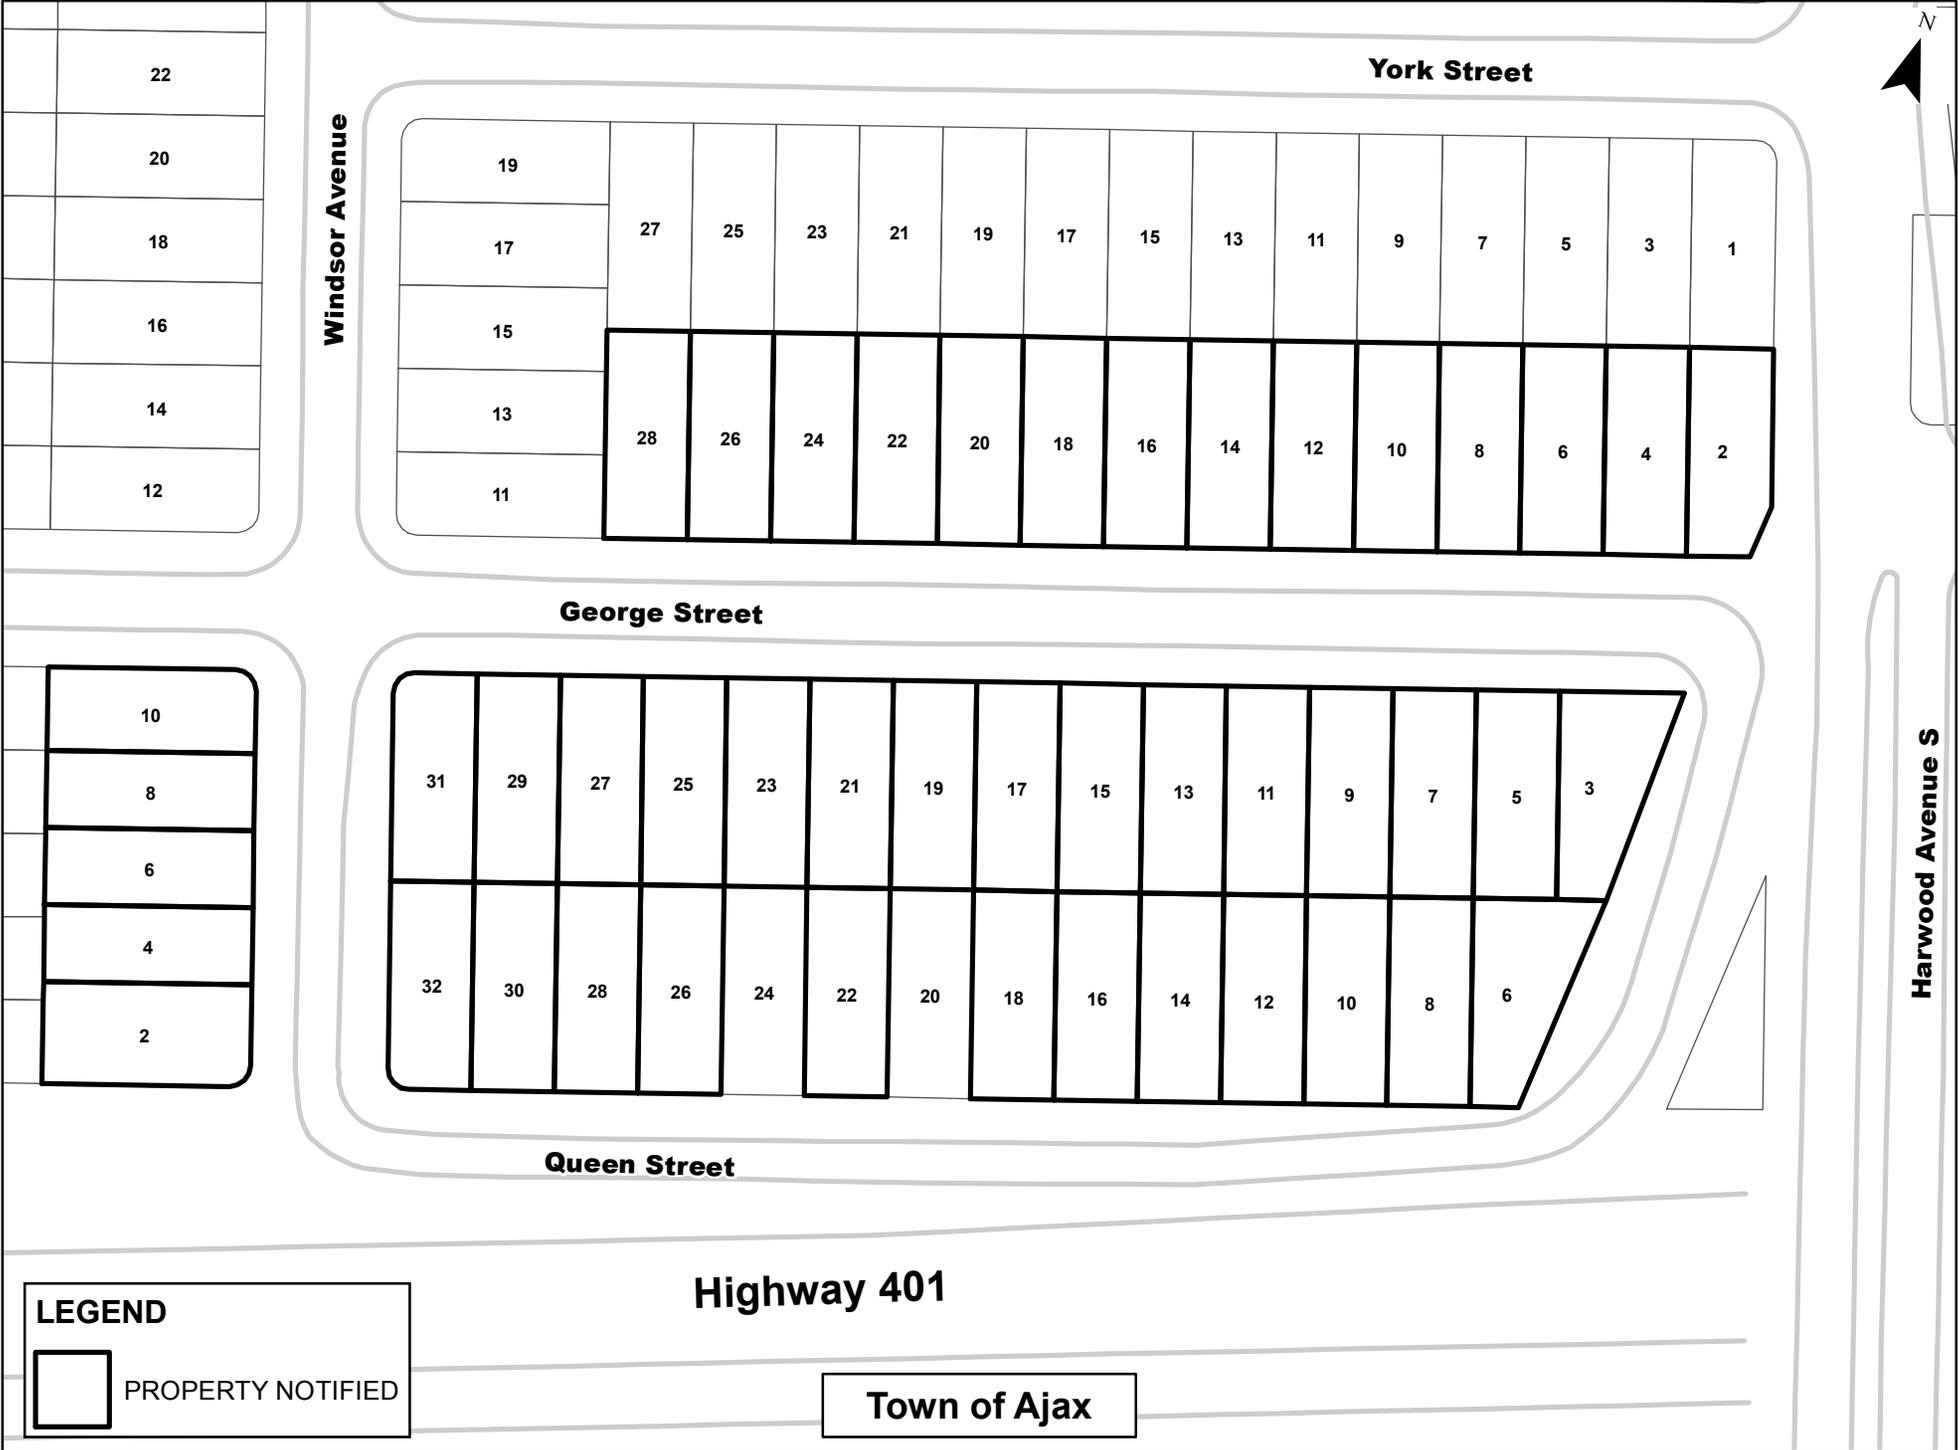 N
York Street
22
20
18
16
14
12
Windsor Avenue
19
17
15
13
11
27 25 23 21 19 17 15 13 11 9 7 5 3 1
28 26 24 22 20 18 16 14 12 10 8 6 4 2
George Street
10
8
6
4
2
31 29 27 25 23 21 19 17 15 13 11 9 7 5 3
32 30 28 26 24 22 20 18 16 14 12 10 8 6
Harwood Avenue S
Queen Street
Highway 401
LEGEND
PROPERTY NOTIFIED
Town of Ajax